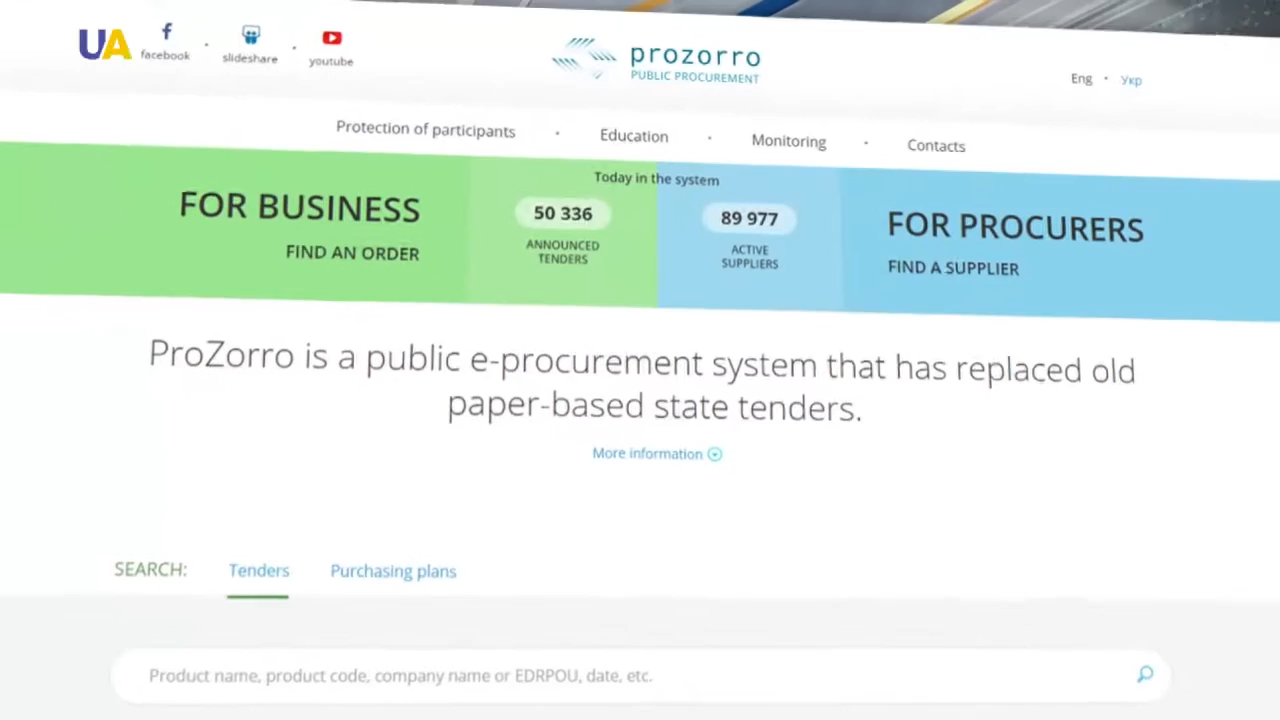 UA
facebook
slideshare
youtube
prozorro
PUBLIC PROCUREMENT
Eng · Укр
Protection of participants · Education · Monitoring · Contacts
FOR BUSINESS
FIND AN ORDER
Today in the system
50 336
ANNOUNCED
TENDERS
89 977
ACTIVE
SUPPLIERS
FOR PROCURERS
FIND A SUPPLIER
ProZorro is a public e-procurement system that has replaced old
paper-based state tenders.
More information
SEARCH: Tenders Purchasing plans
Product name, product code, company name or EDRPOU, date, etc.